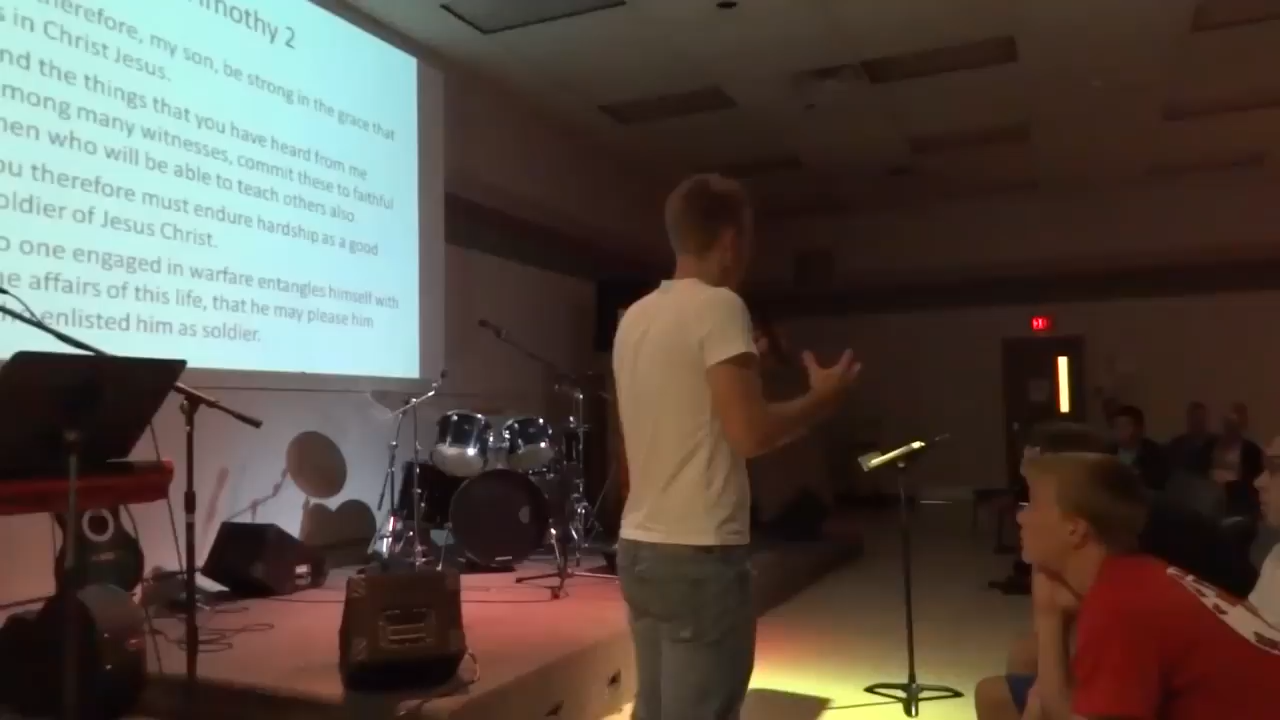 imothy 2
herefore, my son, be strong in the grace that
s in Christ Jesus.
nd the things that you have heard from me
mong many witnesses, commit these to faithful
men who will be able to teach others also
ou therefore must endure hardship as a good
oldier of Jesus Christ.
o one engaged in warfare entangles himself with
he affairs of this life, that he may please him
who enlisted him as soldier.